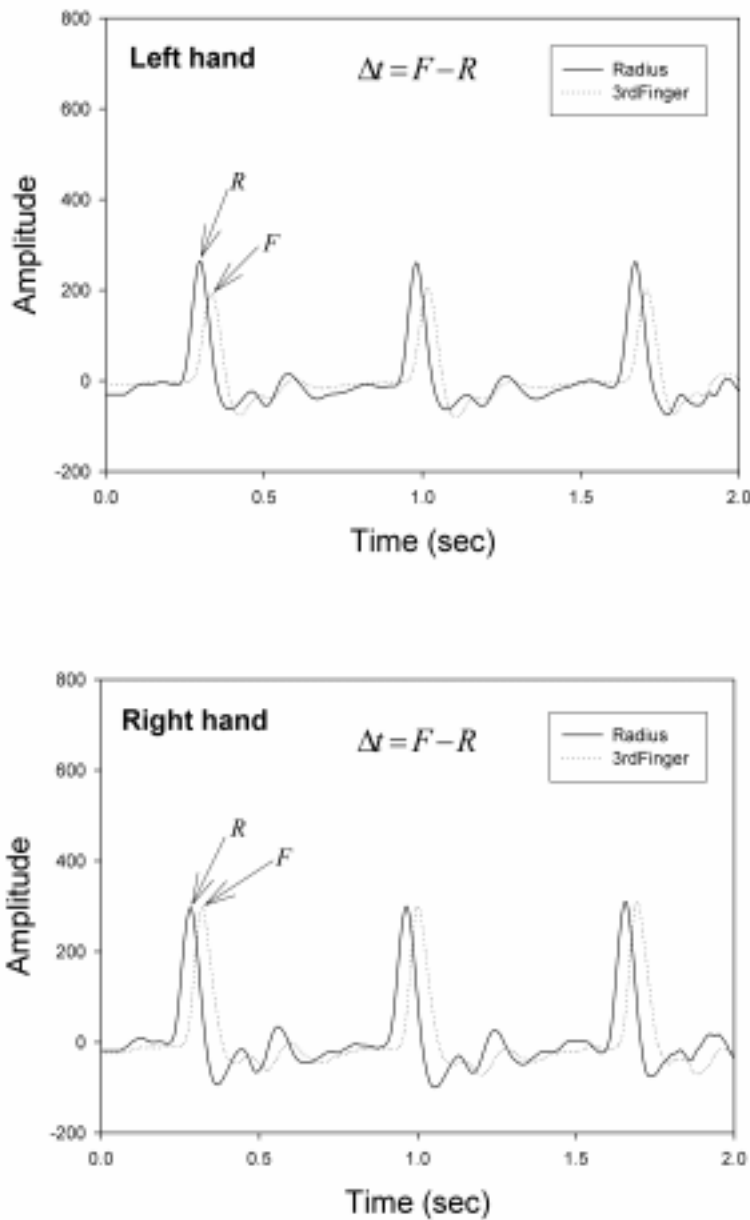 800
Left hand
Δt = F − R
Radius
3rdFinger
600
400
R
F
200
0
-200
Amplitude
0.0 0.5 1.0 1.5 2.0
Time (sec)
800
Right hand
Δt = F − R
Radius
3rdFinger
600
400
R
F
200
0
-200
Amplitude
0.0 0.5 1.0 1.5 2.0
Time (sec)